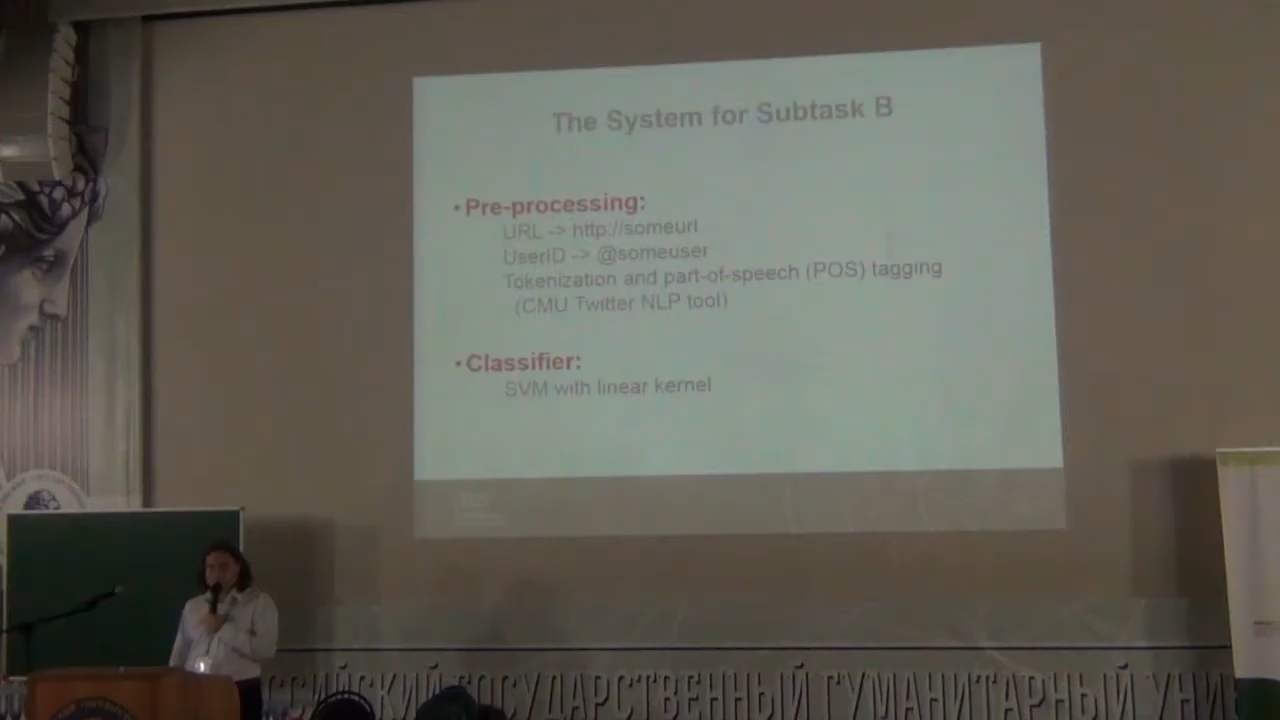 The System for Subtask B
• Pre-processing:
URL -> http://someurl
UserID -> @someuser
Tokenization and part-of-speech (POS) tagging
(CMU Twitter NLP tool)
• Classifier:
SVM with linear kernel
ССИЙСКИЙ ГОСУДАРСТВЕННЫЙ ГУМАНИТАРНЫЙ УНИ